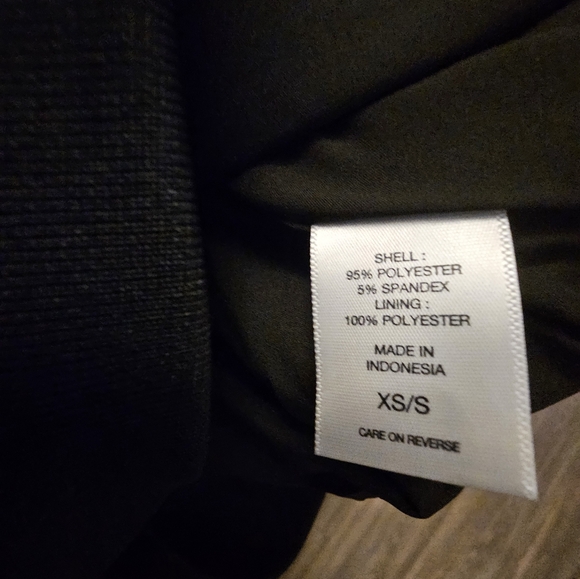 SHELL :
95% POLYESTER
5% SPANDEX
LINING :
100% POLYESTER
MADE IN
INDONESIA
XS/S
CARE ON REVERSE